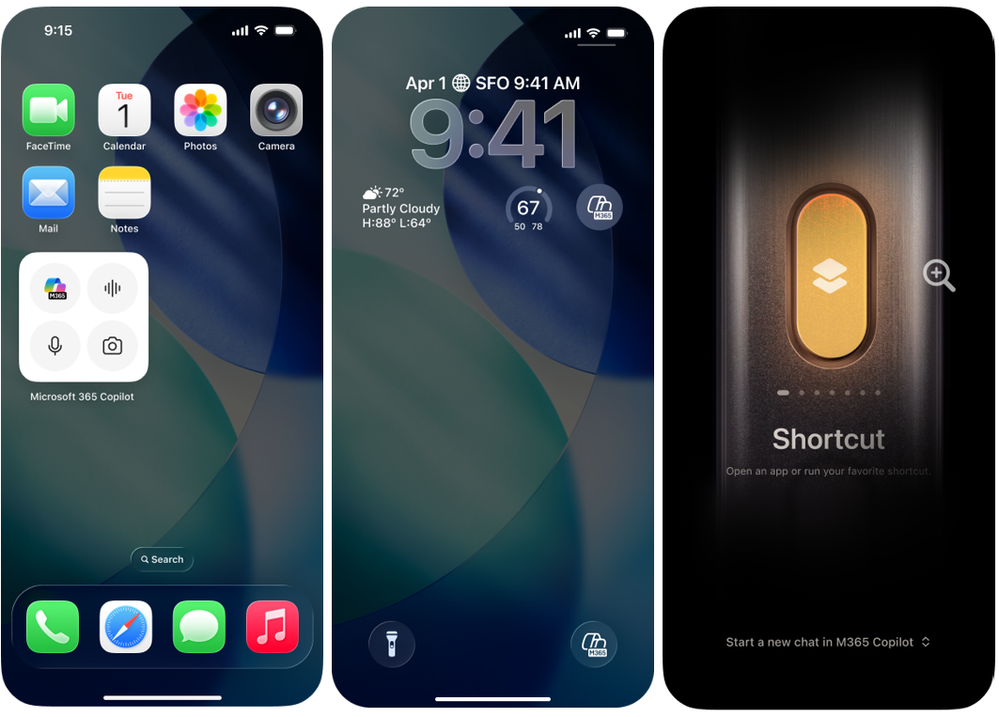 9:15
FaceTime
Tue
1
Calendar
Photos
Camera
Mail
Notes
M365
Microsoft 365 Copilot
Search
Apr 1 SFO 9:41 AM
9:41
72°
Partly Cloudy
H:88° L:64°
67
50 78
M365
M365
Shortcut
Open an app or run your favorite shortcut.
Start a new chat in M365 Copilot